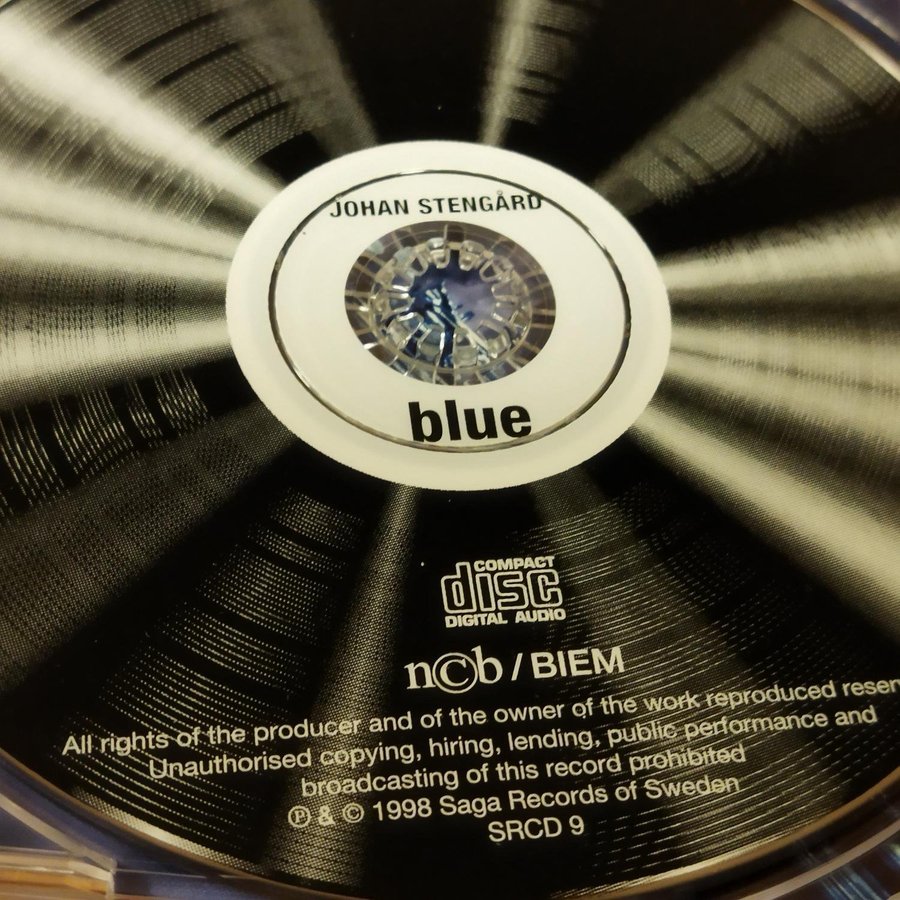 JOHAN STENGÅRD
blue
COMPACT
disc
DIGITAL AUDIO
n©b / BIEM
All rights of the producer and of the owner of the work reproduced reser
Unauthorised copying, hiring, lending, public performance and
broadcasting of this record prohibited
℗ & © 1998 Saga Records of Sweden
SRCD 9